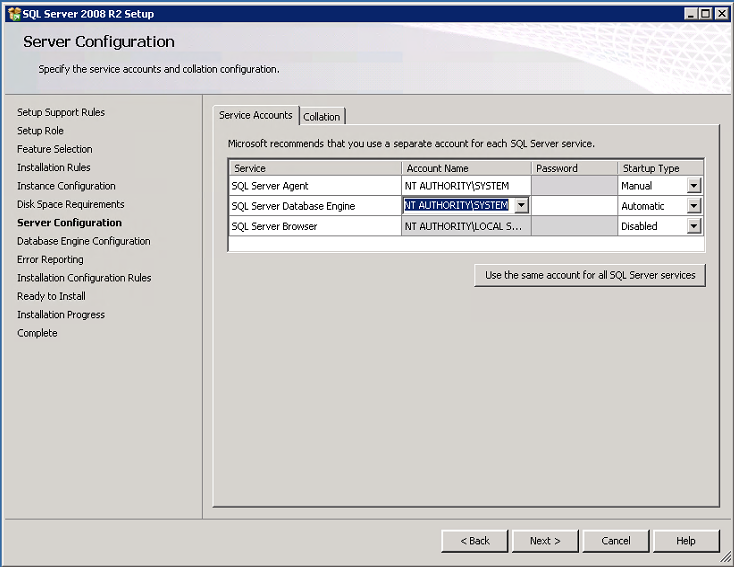 SQL Server 2008 R2 Setup
Server Configuration
Specify the service accounts and collation configuration.
Setup Support Rules
Setup Role
Feature Selection
Installation Rules
Instance Configuration
Disk Space Requirements
Server Configuration
Database Engine Configuration
Error Reporting
Installation Configuration Rules
Ready to Install
Installation Progress
Complete
Service Accounts Collation
Microsoft recommends that you use a separate account for each SQL Server service.
Service Account Name Password Startup Type
SQL Server Agent NT AUTHORITY\SYSTEM Manual
SQL Server Database Engine NT AUTHORITY\SYSTEM Automatic
SQL Server Browser NT AUTHORITY\LOCAL S... Disabled
Use the same account for all SQL Server services
< Back Next > Cancel Help